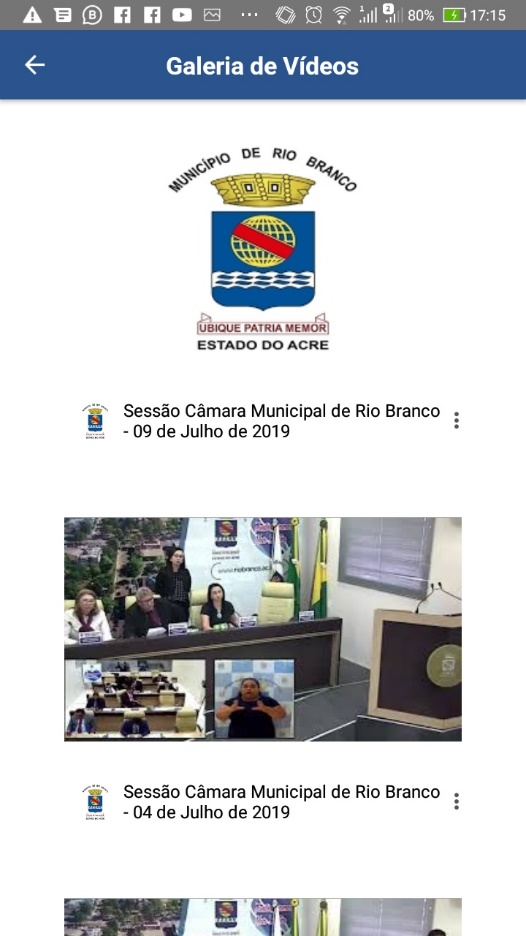 80% 17:15
Galeria de Vídeos
MUNICÍPIO DE RIO BRANCO
UBIQUE PATRIA MEMOR
ESTADO DO ACRE
Sessão Câmara Municipal de Rio Branco
- 09 de Julho de 2019
Sessão Câmara Municipal de Rio Branco
- 04 de Julho de 2019